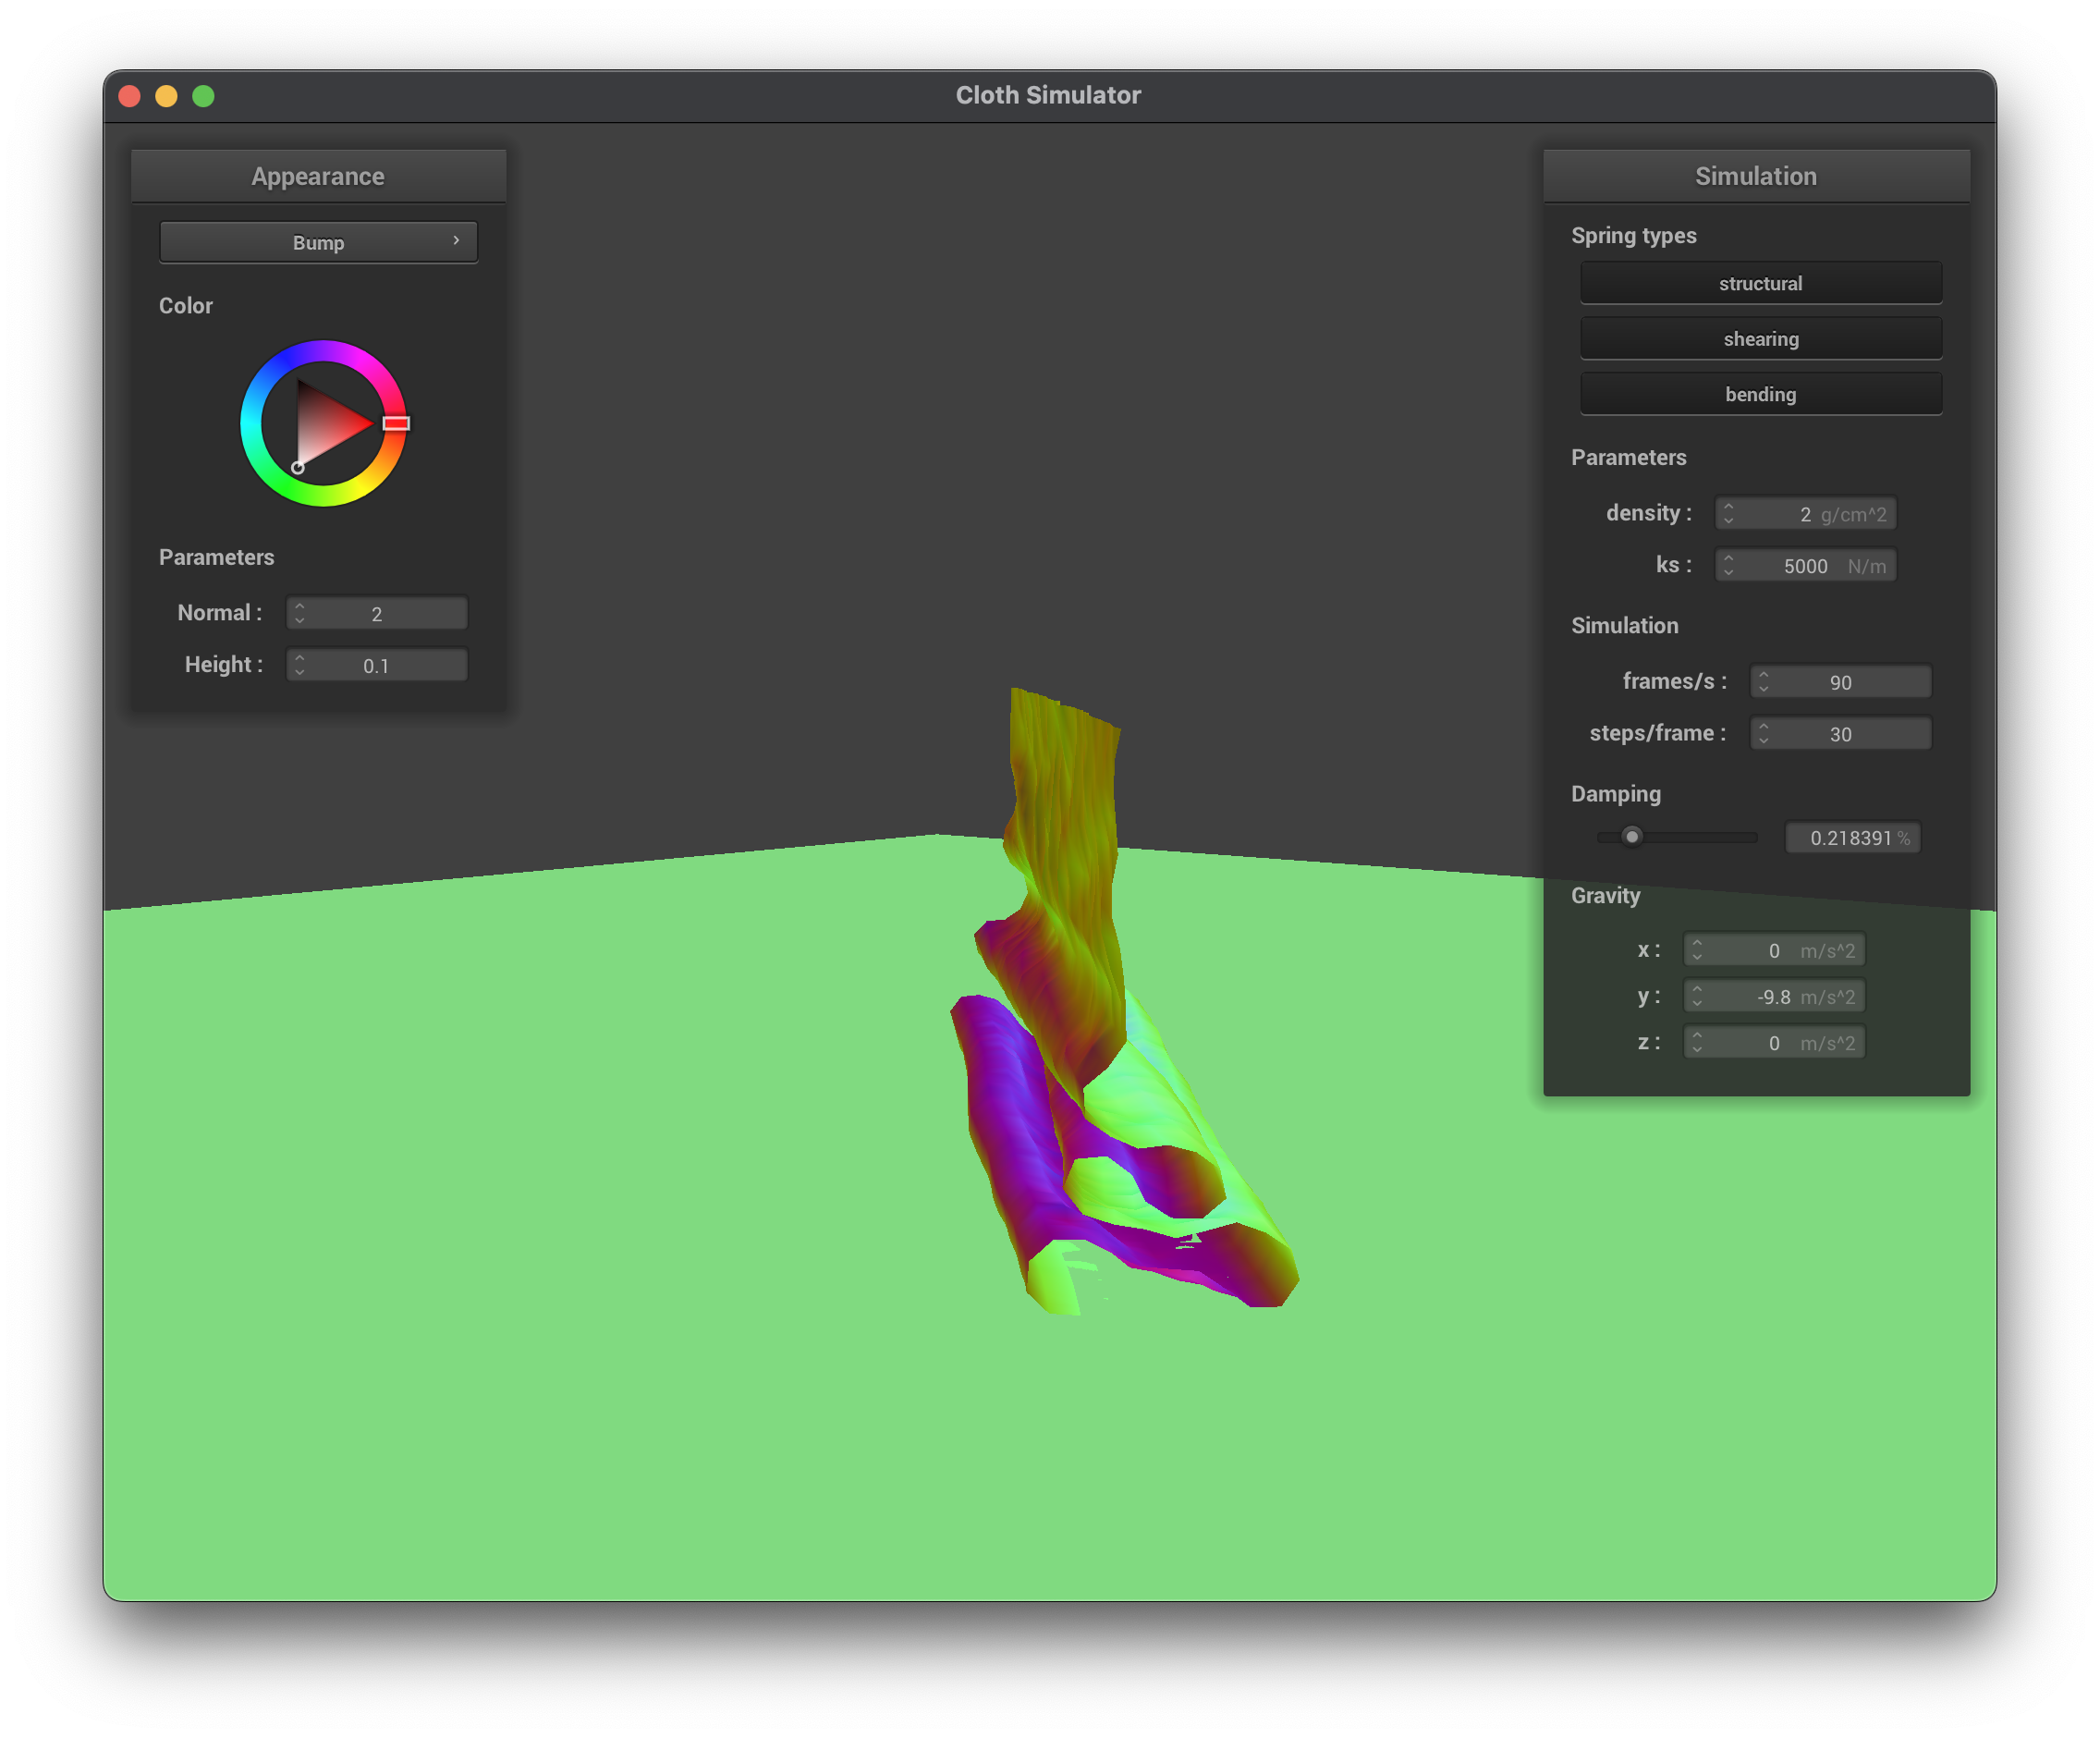 Cloth Simulator
Appearance
Bump
Color
Parameters
Normal : 2
Height : 0.1
Simulation
Spring types
structural
shearing
bending
Parameters
density : 2 g/cm^2
ks : 5000 N/m
Simulation
frames/s : 90
steps/frame : 30
Damping
0.218391 %
Gravity
x : 0 m/s^2
y : -9.8 m/s^2
z : 0 m/s^2